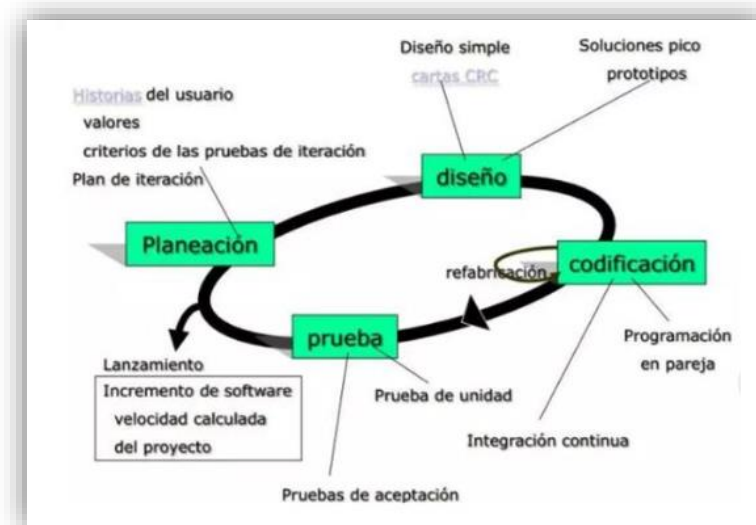 Diseño simple
cartas CRC
Soluciones pico
prototipos
Historias del usuario
valores
criterios de las pruebas de iteración
Plan de iteración
diseño
Planeación
refabricación
codificación
Programación
en pareja
prueba
Lanzamiento
Incremento de software
velocidad calculada
del proyecto
Prueba de unidad
Integración continua
Pruebas de aceptación